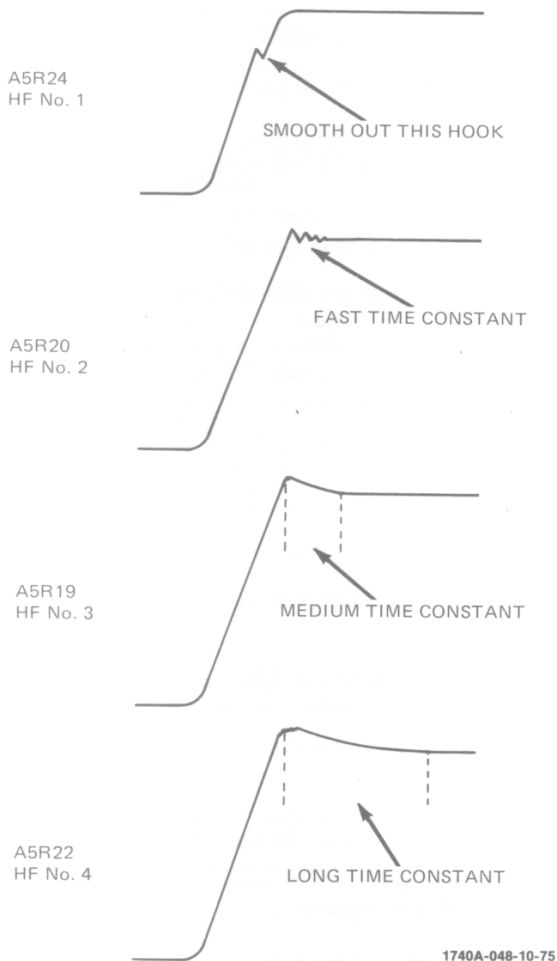 A5R24
HF No. 1
SMOOTH OUT THIS HOOK
A5R20
HF No. 2
FAST TIME CONSTANT
A5R19
HF No. 3
MEDIUM TIME CONSTANT
A5R22
HF No. 4
LONG TIME CONSTANT
1740A-048-10-75